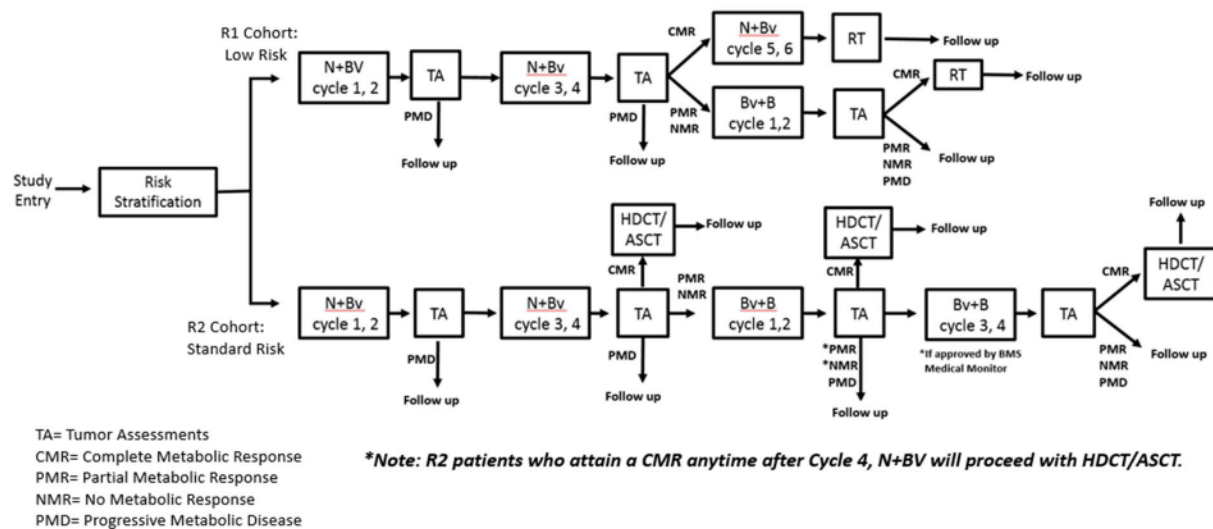 R1 Cohort:
Low Risk
N+BV
cycle 1, 2
TA
PMD
Follow up
N+Bv
cycle 3, 4
TA
PMD
Follow up
CMR
N+Bv
cycle 5, 6
RT
Follow up
PMR
NMR
Bv+B
cycle 1,2
TA
CMR
RT
Follow up
PMR
NMR
PMD
Follow up
Study
Entry
Risk
Stratification
R2 Cohort:
Standard Risk
N+Bv
cycle 1, 2
TA
PMD
Follow up
N+Bv
cycle 3, 4
TA
CMR
HDCT/
ASCT
Follow up
PMD
Follow up
PMR
NMR
Bv+B
cycle 1,2
TA
CMR
HDCT/
ASCT
Follow up
*PMR
*NMR
PMD
Follow up
Bv+B
cycle 3, 4
*If approved by BMS
Medical Monitor
TA
CMR
HDCT/
ASCT
Follow up
PMR
NMR
PMD
Follow up
TA= Tumor Assessments
CMR= Complete Metabolic Response
PMR= Partial Metabolic Response
NMR= No Metabolic Response
PMD= Progressive Metabolic Disease
*Note: R2 patients who attain a CMR anytime after Cycle 4, N+BV will proceed with HDCT/ASCT.